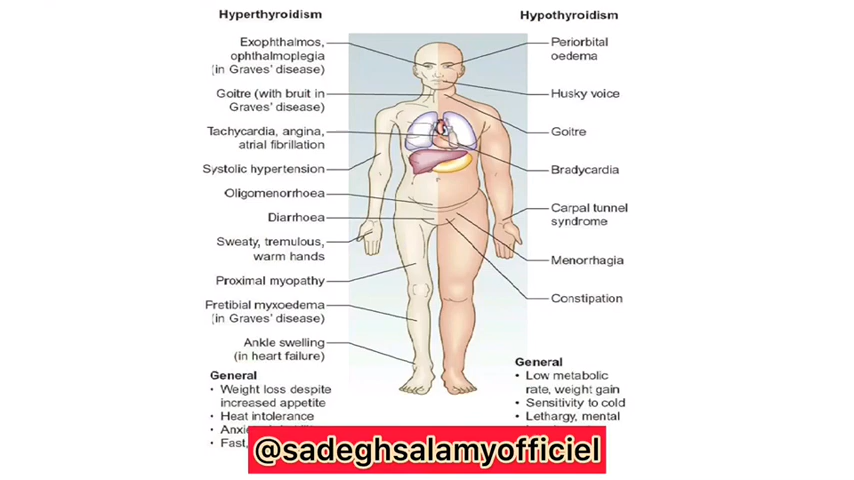 Hyperthyroidism
Exophthalmos,
ophthalmoplegia
(in Graves' disease)
Goitre (with bruit in
Graves' disease)
Tachycardia, angina,
atrial fibrillation
Systolic hypertension
Oligomenorrhoea
Diarrhoea
Sweaty, tremulous,
warm hands
Proximal myopathy
Pretibial myxoedema
(in Graves' disease)
Ankle swelling
(in heart failure)
General
• Weight loss despite
increased appetite
• Heat intolerance
•
• Fast,
Hypothyroidism
Periorbital
oedema
Husky voice
Goitre
Bradycardia
Carpal tunnel
syndrome
Menorrhagia
Constipation
General
• Low metabolic
rate, weight gain
• Sensitivity to cold
• Lethargy, mental
@sadeghsalamyofficiel